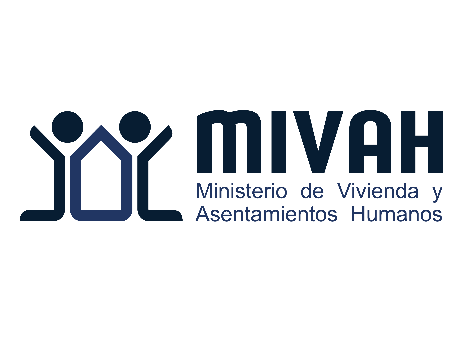 MIVAH
Ministerio de Vivienda y
Asentamientos Humanos